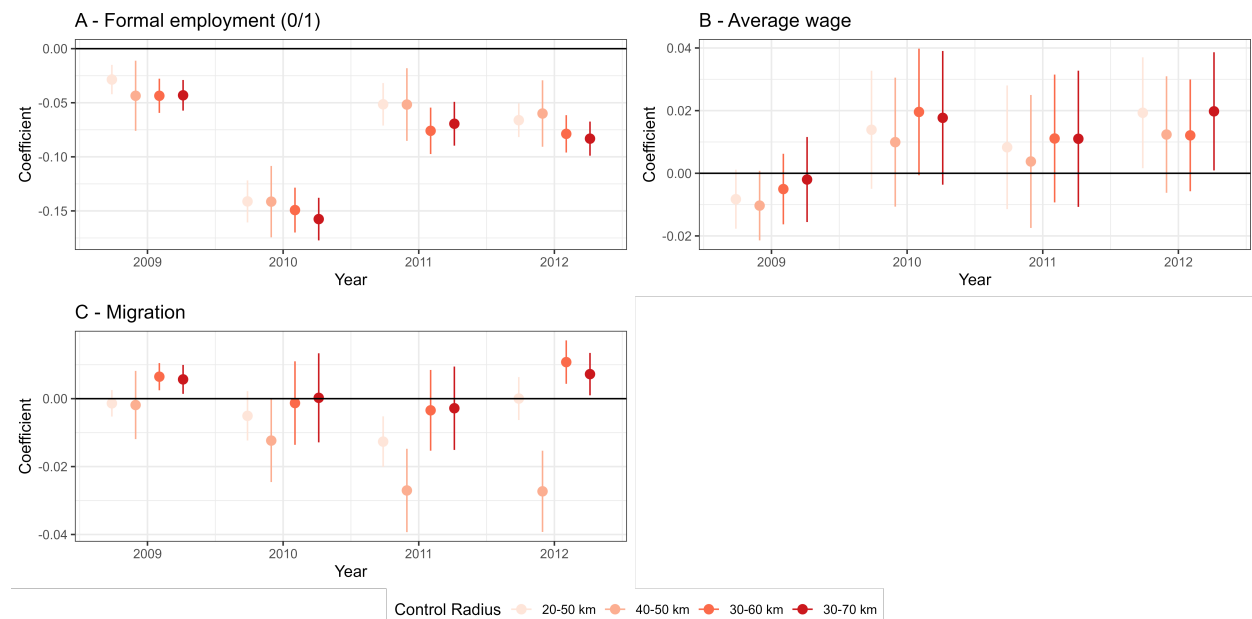 A - Formal employment (0/1)
0.00
-0.05
-0.10
-0.15
Coefficient
2009 2010 2011 2012
Year
B - Average wage
0.04
0.02
0.00
-0.02
Coefficient
2009 2010 2011 2012
Year
C - Migration
0.00
-0.02
-0.04
Coefficient
2009 2010 2011 2012
Year
Control Radius 20-50 km 40-50 km 30-60 km 30-70 km